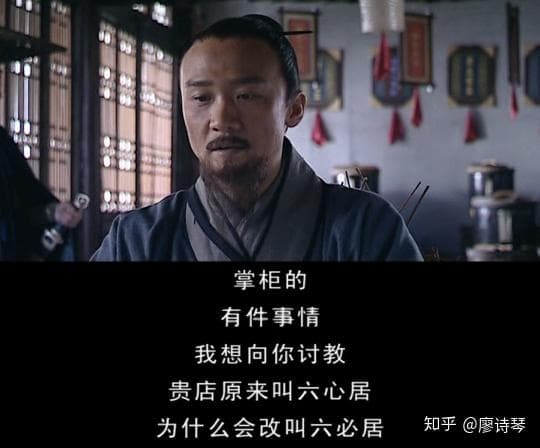 掌柜的
有件事情
我想向你讨教
贵店原来叫六心居
为什么会改叫六必居
知乎 @廖诗琴